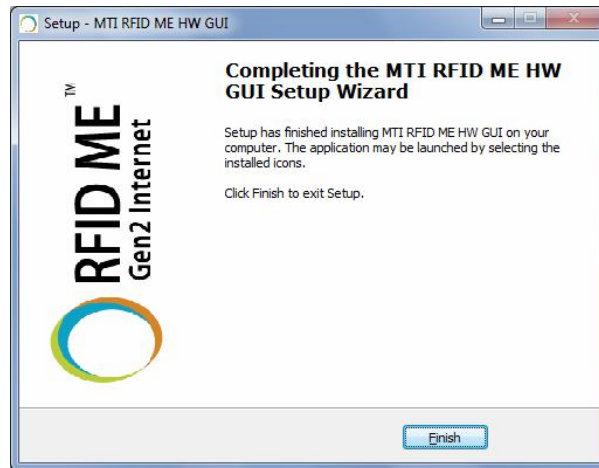 Setup - MTI RFID ME HW GUI
Completing the MTI RFID ME HW
GUI Setup Wizard
Setup has finished installing MTI RFID ME HW GUI on your
computer. The application may be launched by selecting the
installed icons.
Click Finish to exit Setup.
RFID ME™
Gen2 Internet
Finish